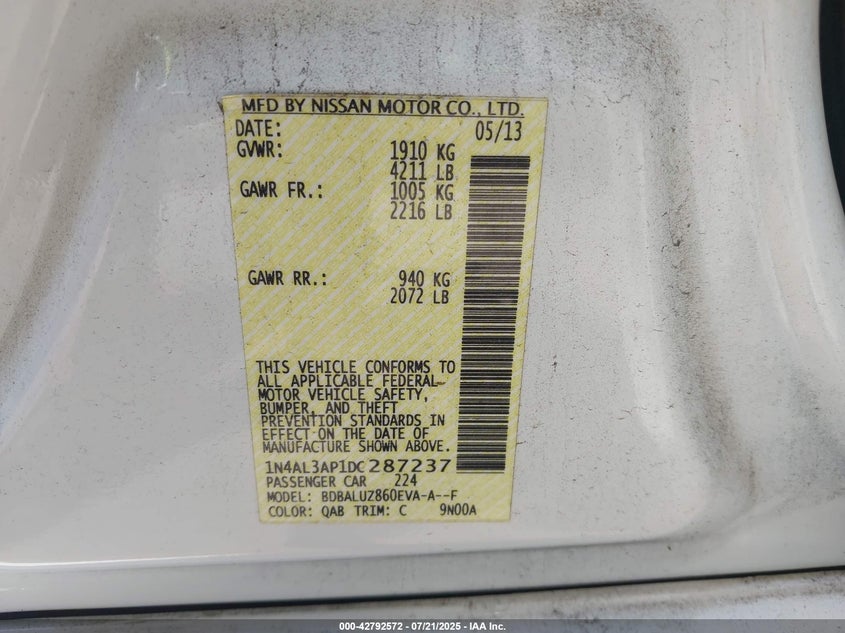 MFD BY NISSAN MOTOR CO., LTD.
DATE: 05/13
GVWR: 1910 KG
4211 LB
GAWR FR.: 1005 KG
2216 LB
GAWR RR.: 940 KG
2072 LB
THIS VEHICLE CONFORMS TO
ALL APPLICABLE FEDERAL
MOTOR VEHICLE SAFETY,
BUMPER, AND THEFT
PREVENTION STANDARDS IN
EFFECT ON THE DATE OF
MANUFACTURE SHOWN ABOVE.
1N4AL3AP1DC287237
PASSENGER CAR 224
MODEL: BDBALUZ860EVA-A--F
COLOR: QAB TRIM: C 9N00A
000-42792572 - 07/21/2025 - IAA Inc.